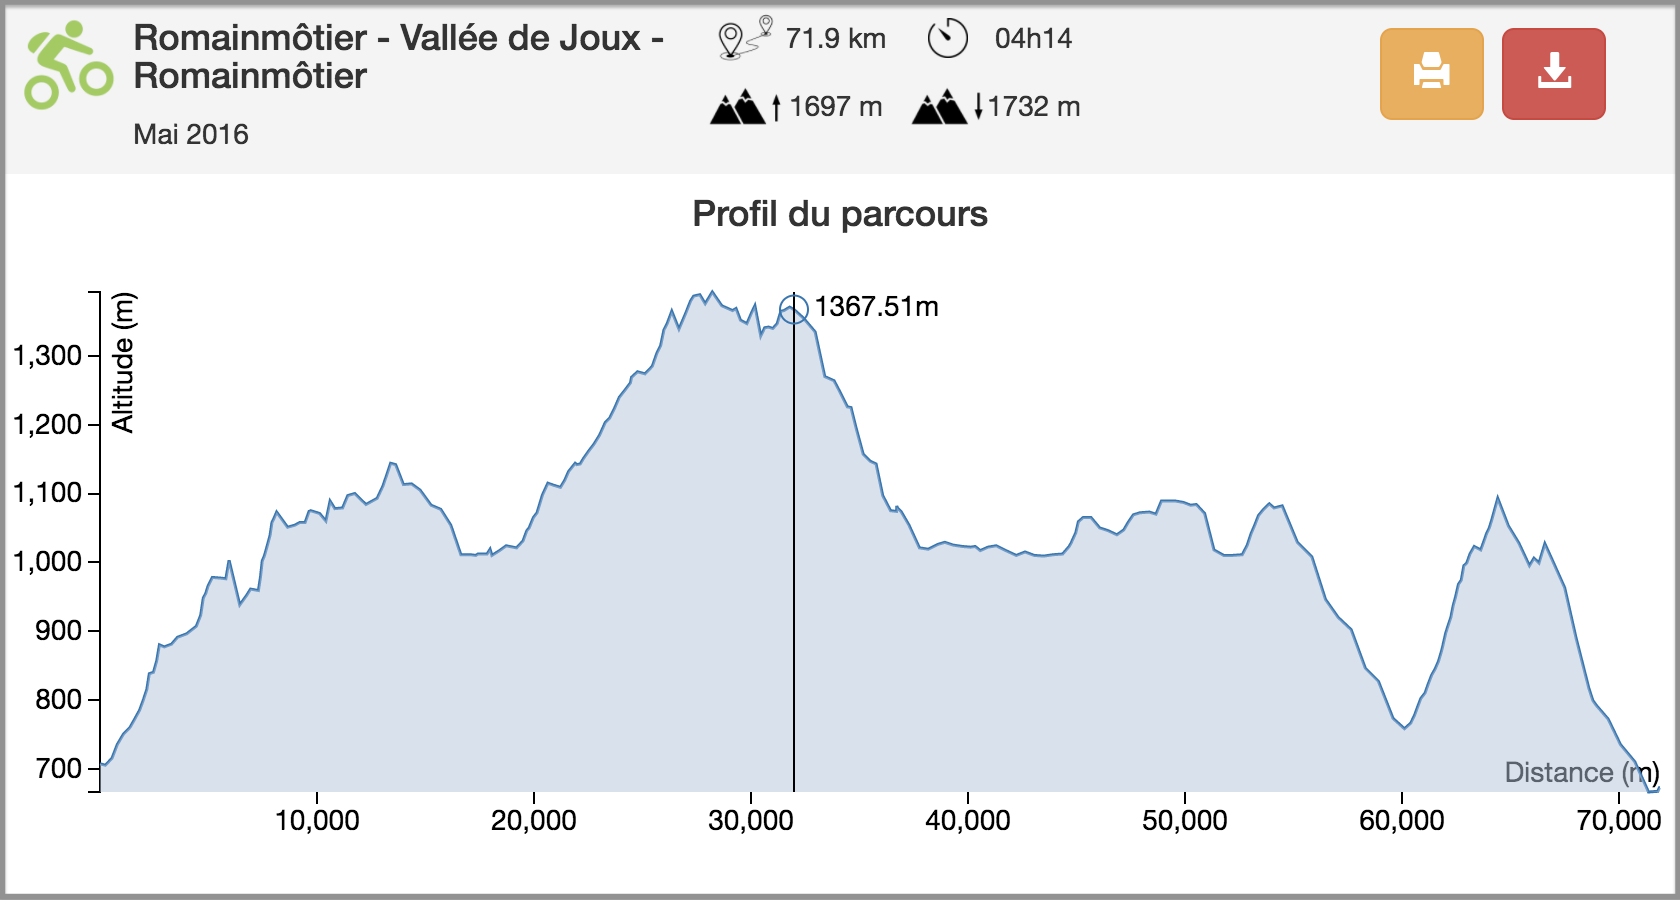 Romainmôtier - Vallée de Joux -
Romainmôtier
Mai 2016
71.9 km
04h14
1697 m
1732 m
Profil du parcours
Altitude (m)
1367.51m
1,300
1,200
1,100
1,000
900
800
700
Distance (m)
10,000
20,000
30,000
40,000
50,000
60,000
70,000